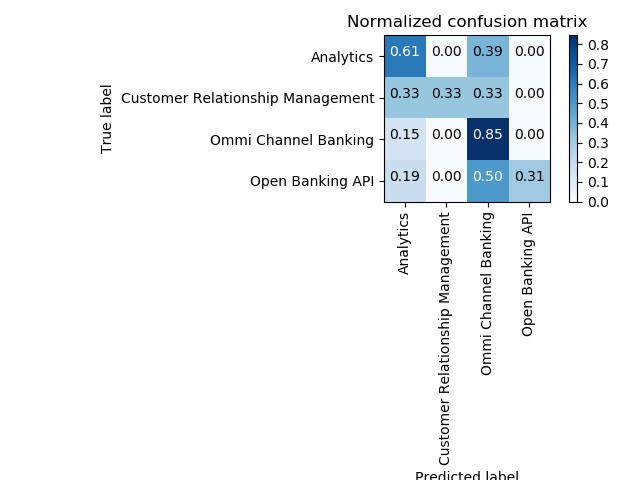 Normalized confusion matrix
True label
Analytics 0.61 0.00 0.39 0.00
Customer Relationship Management 0.33 0.33 0.33 0.00
Ommi Channel Banking 0.15 0.00 0.85 0.00
Open Banking API 0.19 0.00 0.50 0.31
Analytics
Customer Relationship Management
Ommi Channel Banking
Open Banking API
Predicted label
0.8
0.7
0.6
0.5
0.4
0.3
0.2
0.1
0.0